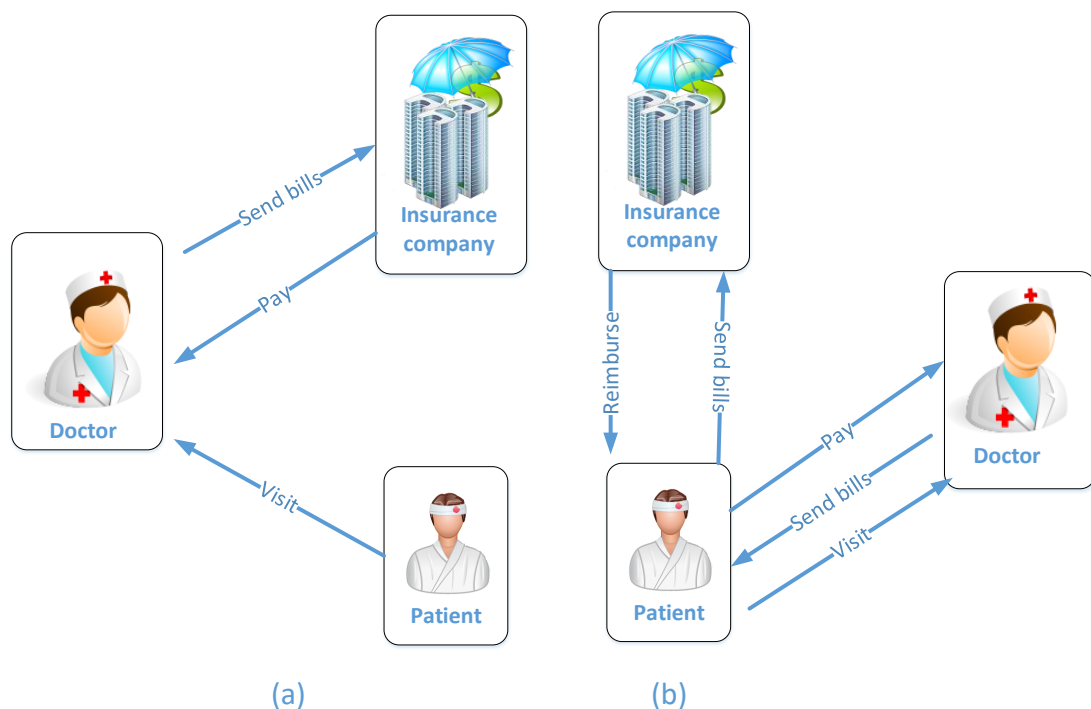 Insurance
company
Send bills
Pay
Doctor
Visit
Patient
(a)
Insurance
company
Reimburse
Send bills
Pay
Send bills
Visit
Doctor
Patient
(b)